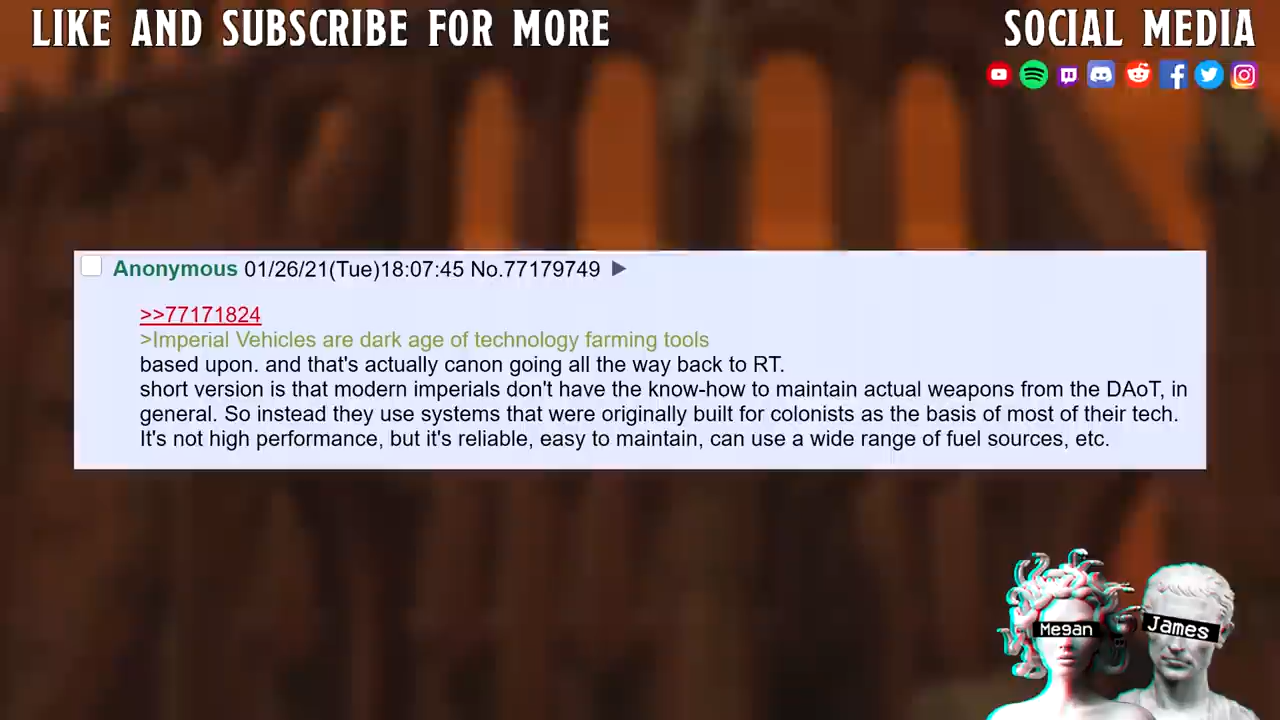 LIKE AND SUBSCRIBE FOR MORE
SOCIAL MEDIA
Anonymous 01/26/21(Tue)18:07:45 No.77179749 ▶
>>77171824
>Imperial Vehicles are dark age of technology farming tools
based upon. and that's actually canon going all the way back to RT.
short version is that modern imperials don't have the know-how to maintain actual weapons from the DAoT, in
general. So instead they use systems that were originally built for colonists as the basis of most of their tech.
It's not high performance, but it's reliable, easy to maintain, can use a wide range of fuel sources, etc.
Megan
James